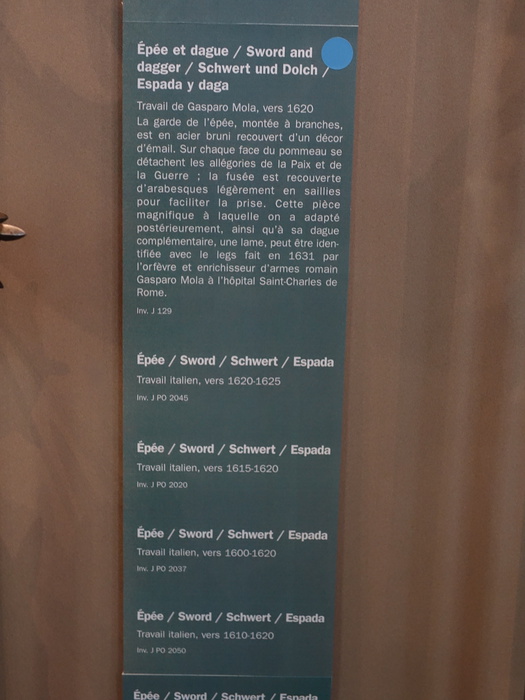 Épée et dague / Sword and
dagger / Schwert und Dolch /
Espada y daga
Travail de Gasparo Mola, vers 1620
La garde de l'épée, montée à branches,
est en acier bruni recouvert d'un décor
d'émail. Sur chaque face du pommeau se
détachent les allégories de la Paix et de
la Guerre ; la fusée est recouverte
d'arabesques légèrement en saillies
pour faciliter la prise. Cette pièce
magnifique à laquelle on a adapté
postérieurement, ainsi qu'à sa dague
complémentaire, une lame, peut être iden-
tifiée avec le legs fait en 1631 par
l'orfèvre et enrichisseur d'armes romain
Gasparo Mola à l'hôpital Saint-Charles de
Rome.
Inv. J 129
Épée / Sword / Schwert / Espada
Travail italien, vers 1620-1625
Inv. J PO 2045
Épée / Sword / Schwert / Espada
Travail italien, vers 1615-1620
Inv. J PO 2020
Épée / Sword / Schwert / Espada
Travail italien, vers 1600-1620
Inv. J PO 2037
Épée / Sword / Schwert / Espada
Travail italien, vers 1610-1620
Inv. J PO 2050
Épée / Sword / Schwert / Espada